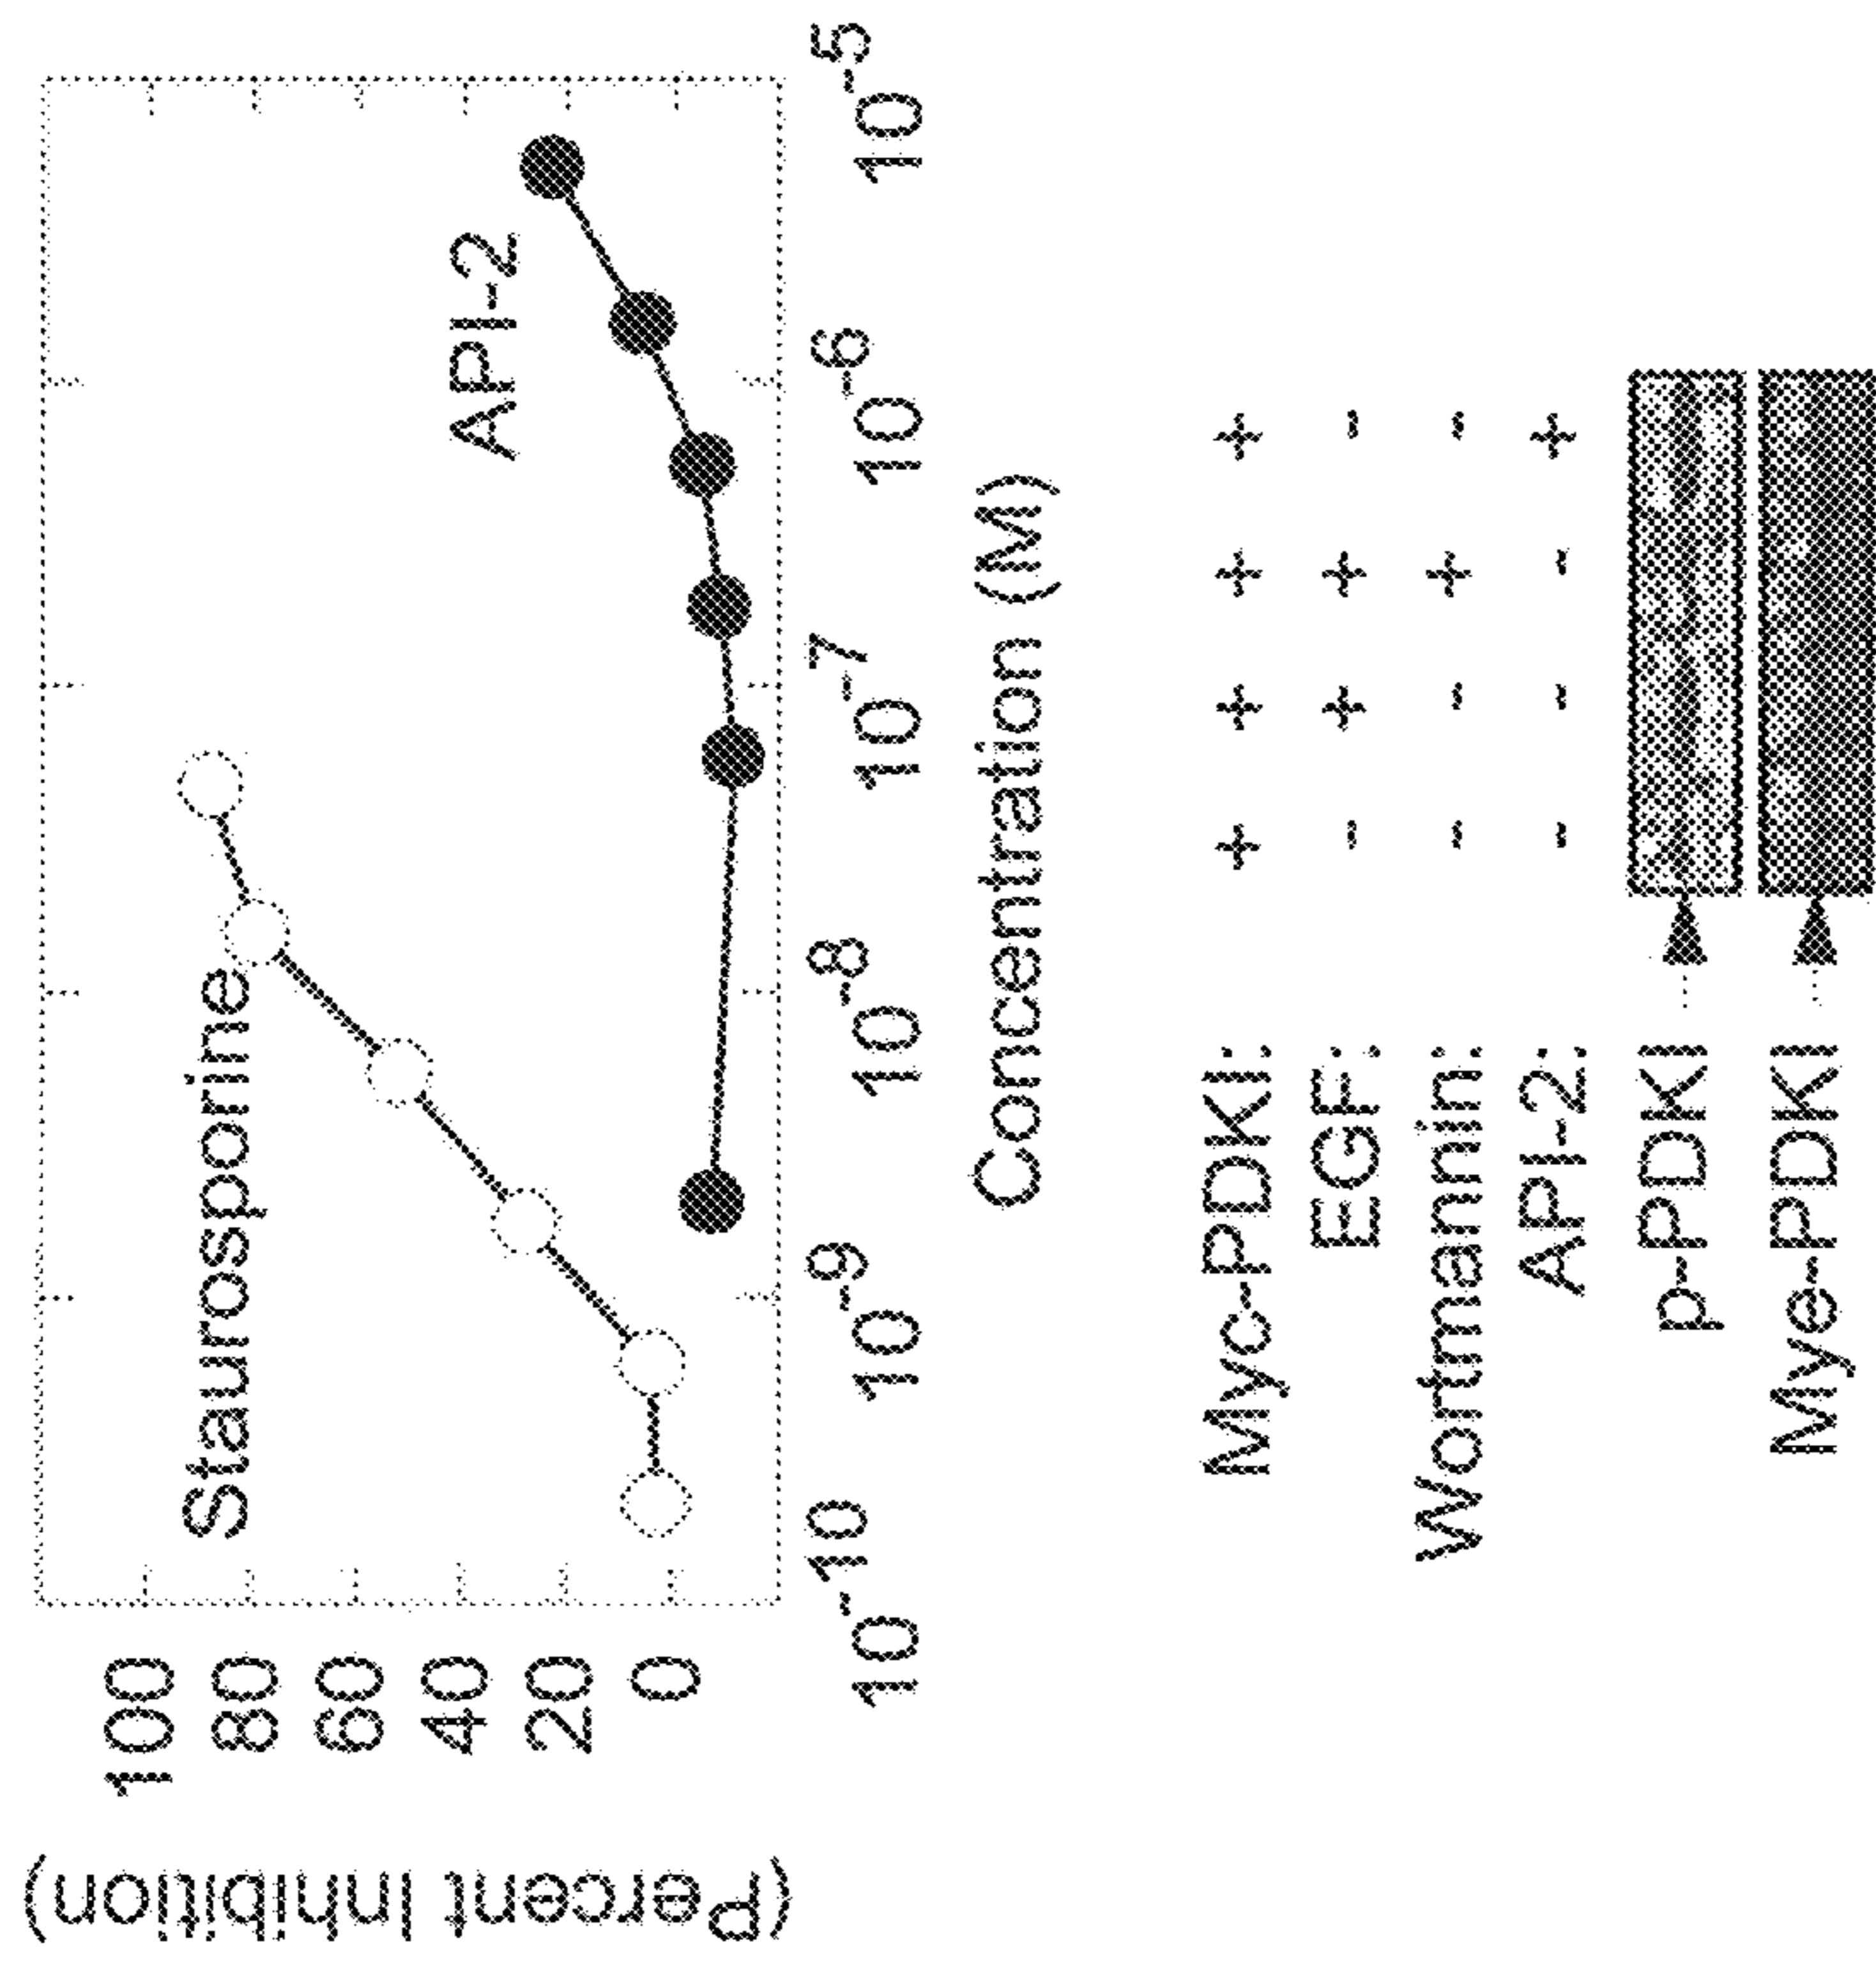 (Percent Inhibition)
100
80
60
40
20
0
Staurosporine
API-2
10-10
10-9
10-8
10-7
10-6
10-5
Concentration (M)
Myc-PDKI: + + + +
EGF: - + + -
Wortmannin: - - + -
API-2: - - - +
p-PDKI
Mye-PDKI